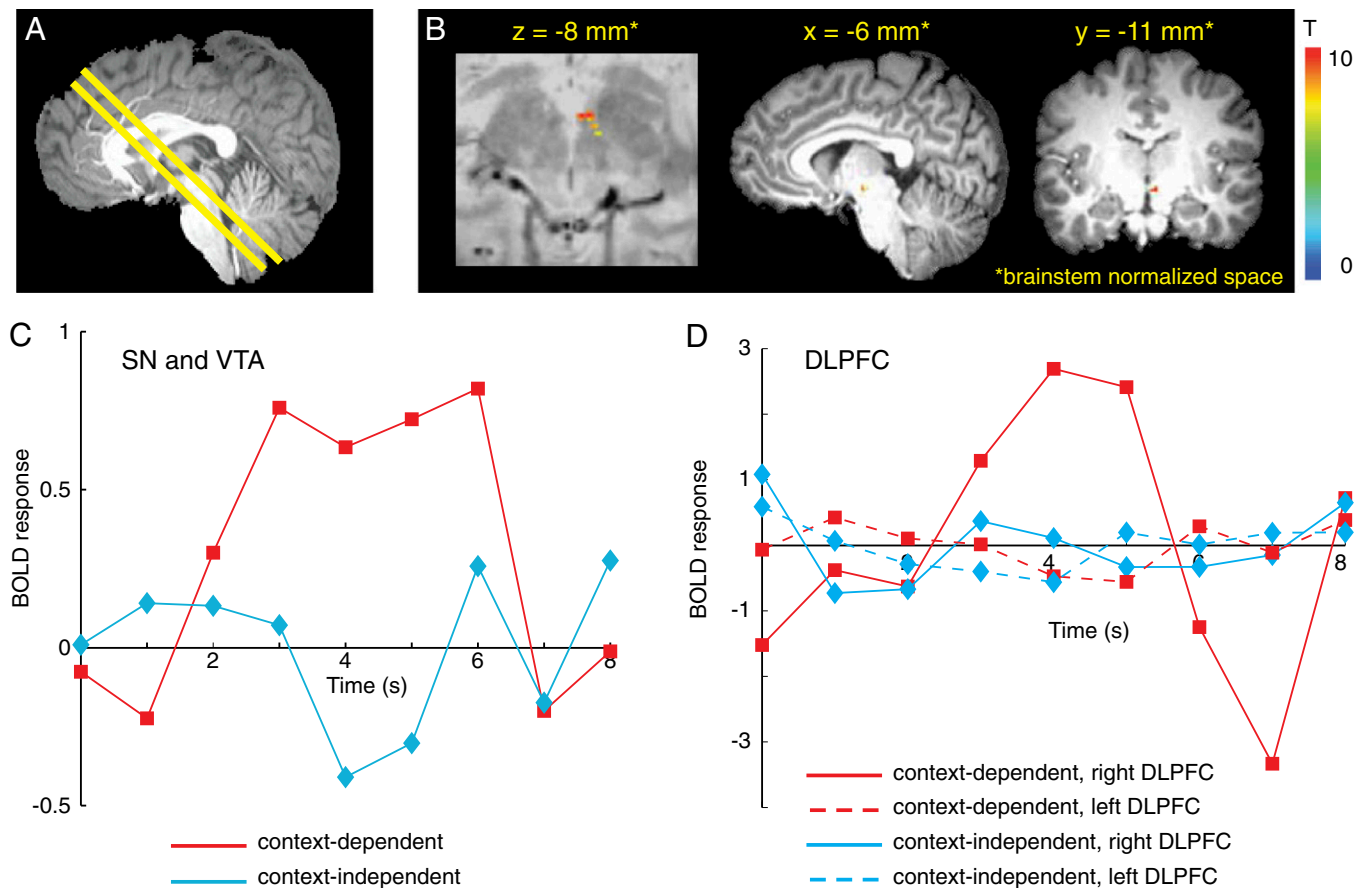 A
B
z = -8 mm*
x = -6 mm*
y = -11 mm*
*brainstem normalized space
T
10
0
C
SN and VTA
1
0.5
0
-0.5
BOLD response
2
4
6
8
Time (s)
context-dependent
context-independent
D
DLPFC
3
1
-1
-3
BOLD response
2
4
6
8
Time (s)
context-dependent, right DLPFC
context-dependent, left DLPFC
context-independent, right DLPFC
context-independent, left DLPFC